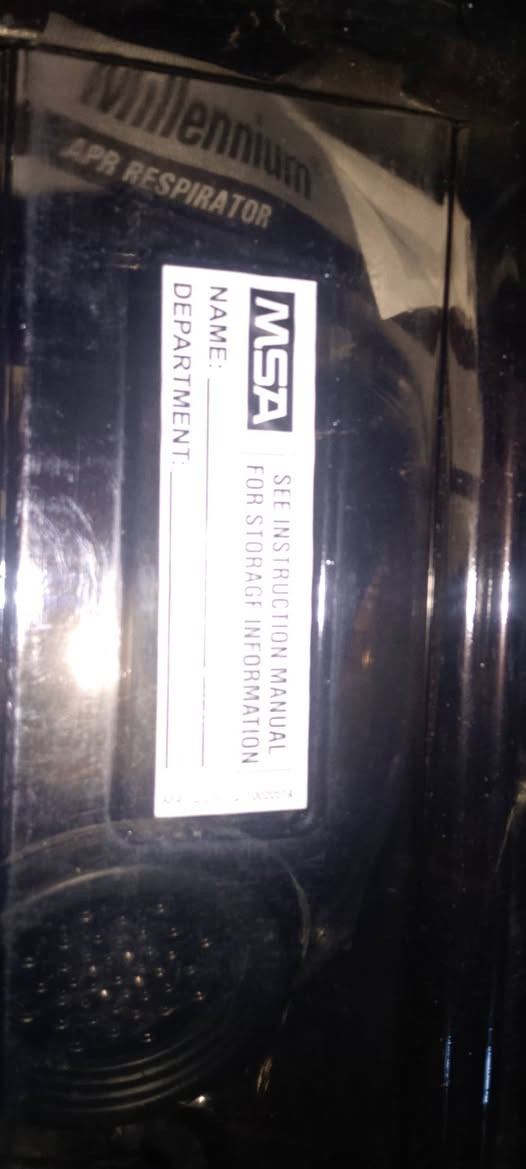 Millennium
APR RESPIRATOR
MSA
SEE INSTRUCTION MANUAL
FOR STORAGE INFORMATION
NAME:
DEPARTMENT: